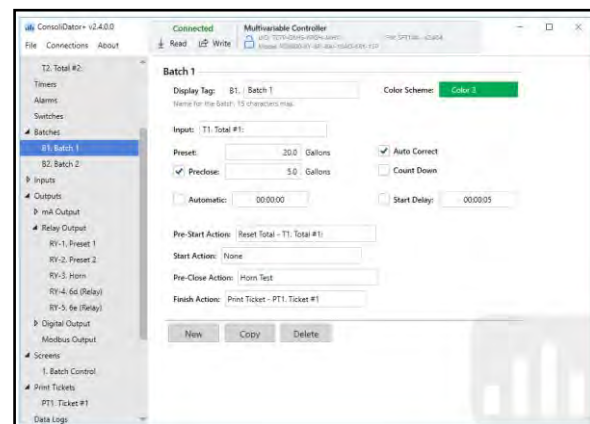 ConsoliDator+ v2.4.0.0
File Connections About
Connected
Read Write
Multivariable Controller
T2. Total #2:
Timers
Alarms
Switches
Batches
B1. Batch 1
B2. Batch 2
Inputs
Outputs
mA Output
Relay Output
RY-1. Preset 1
RY-2. Preset 2
RY-3. Horn
RY-4. 6d (Relay)
RY-5. 6e (Relay)
Digital Output
Modbus Output
Screens
1. Batch Control
Print Tickets
PT1. Ticket #1
Data Logs
Batch 1
Display Tag: B1. Batch 1 Color Scheme: Color 3
Name for the Batch. 15 characters max.
Input: T1. Total #1:
Preset: 20.0 Gallons Auto Correct
Preclose: 5.0 Gallons Count Down
Automatic: 00:00:00 Start Delay: 00:00:05
Pre-Start Action: Reset Total - T1. Total #1:
Start Action: None
Pre-Close Action: Horn Test
Finish Action: Print Ticket - PT1. Ticket #1
New Copy Delete